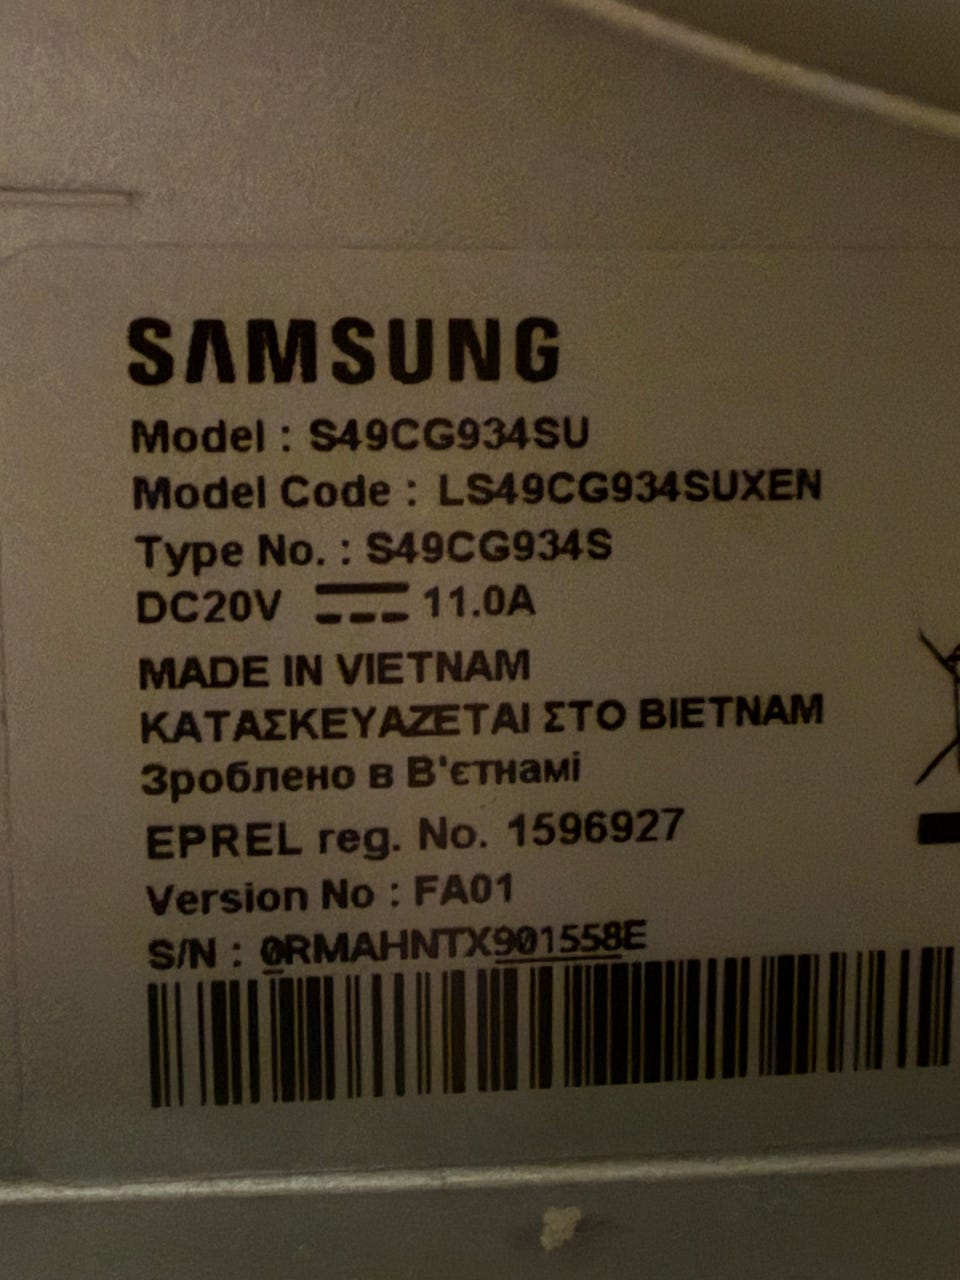 SAMSUNG
Model : S49CG934SU
Model Code : LS49CG934SUXEN
Type No. : S49CG934S
DC20V ⎓ 11.0A
MADE IN VIETNAM
ΚΑΤΑΣΚΕΥΑΖΕΤΑΙ ΣΤΟ ΒΙΕΤΝΑΜ
Зроблено в В'єтнамі
EPREL reg. No. 1596927
Version No : FA01
S/N : 0RMAHNTX901558E